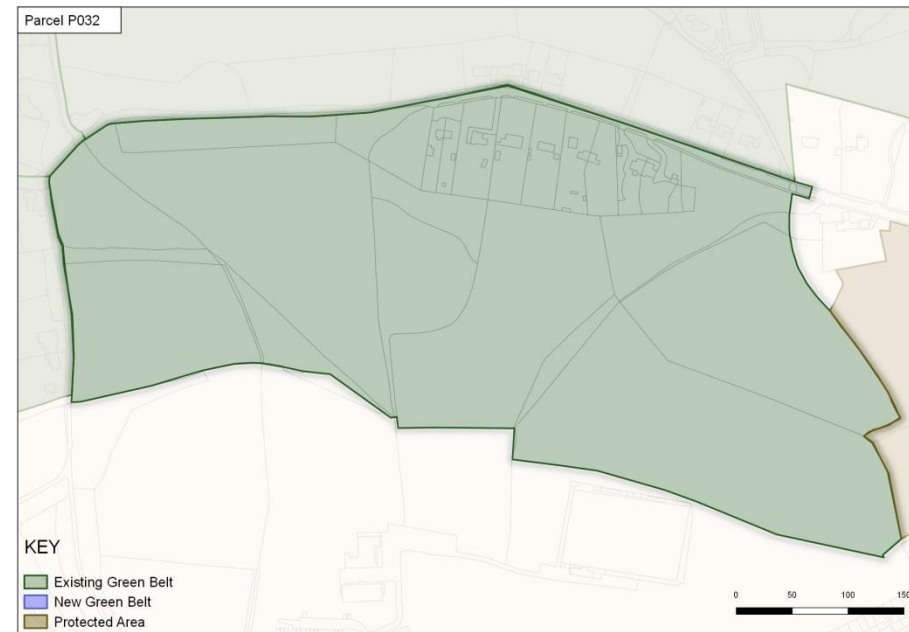 Parcel P032
KEY
Existing Green Belt
New Green Belt
Protected Area
0 50 100 150